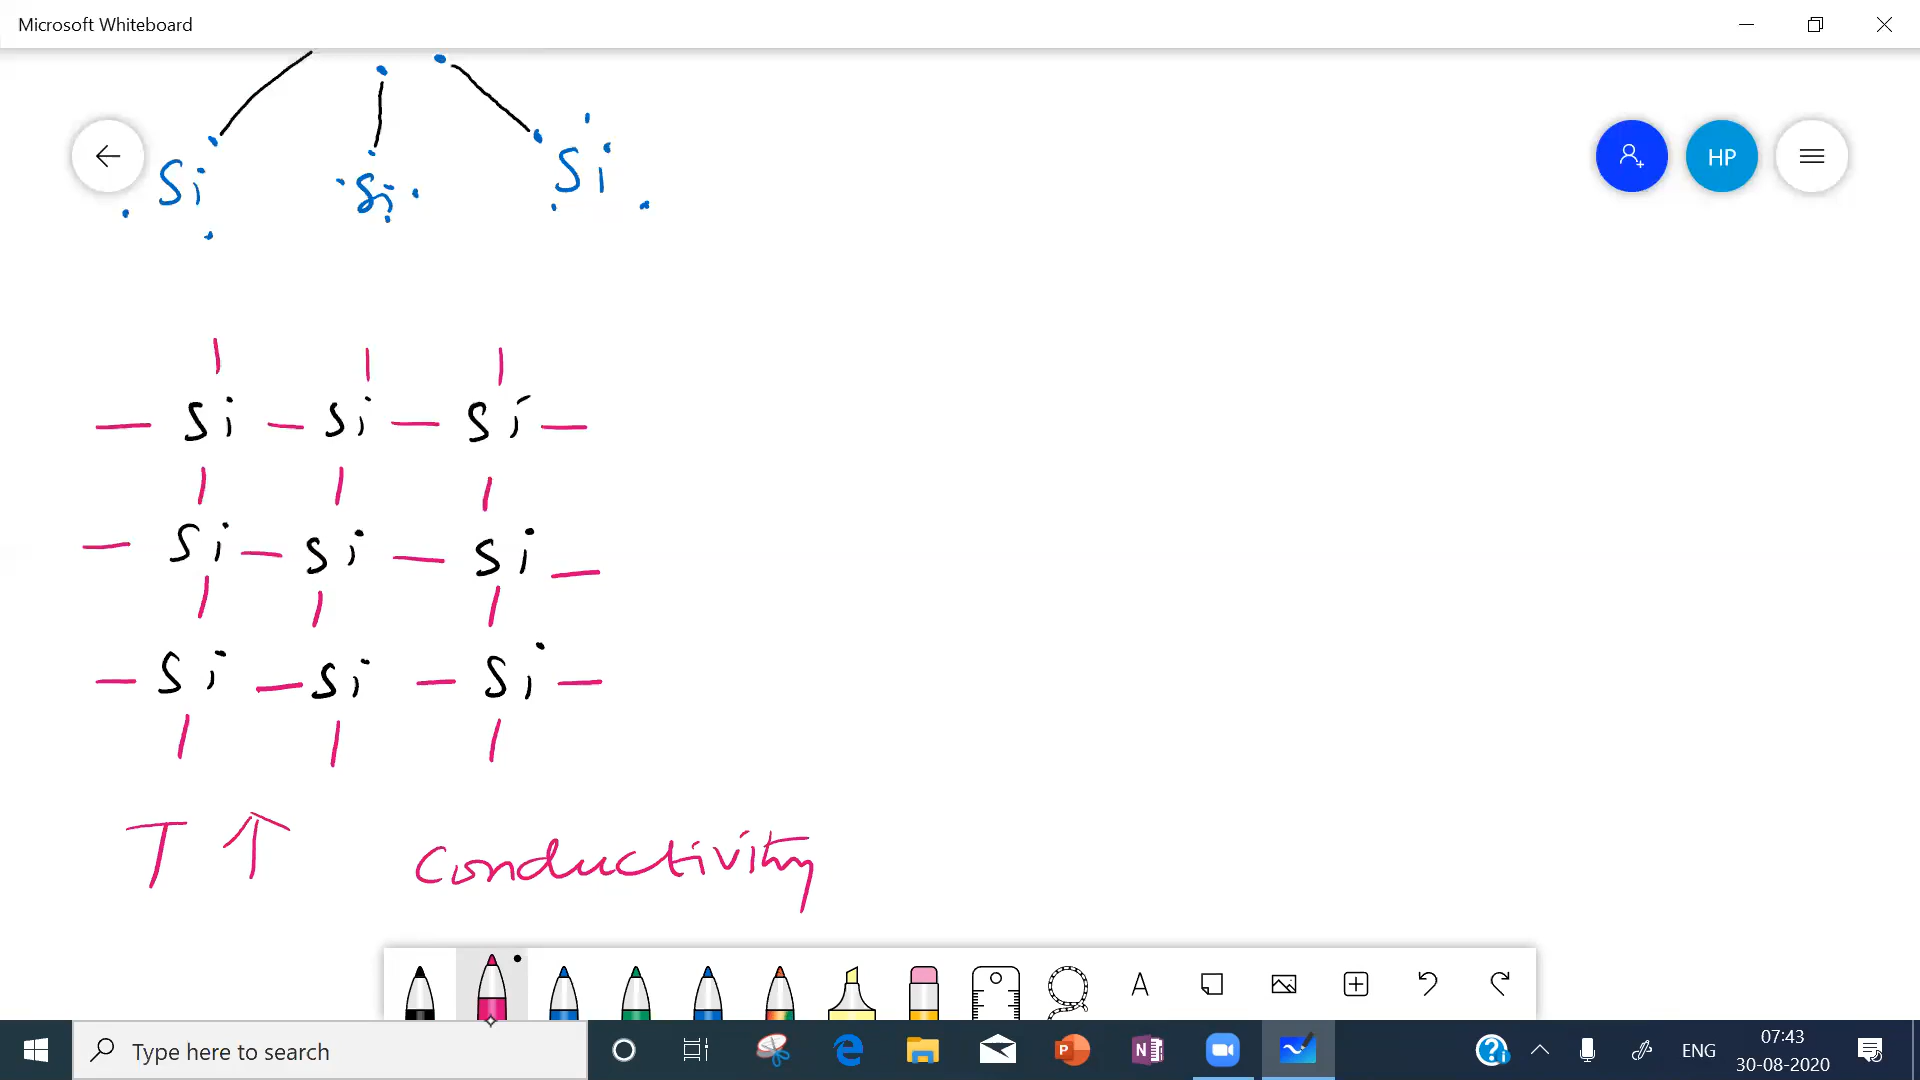 Microsoft Whiteboard
Si Si Si
HP
Si Si Si
Si Si Si
Si Si Si
T ↑ conductivity
A
Type here to search
ENG
07:43
30-08-2020